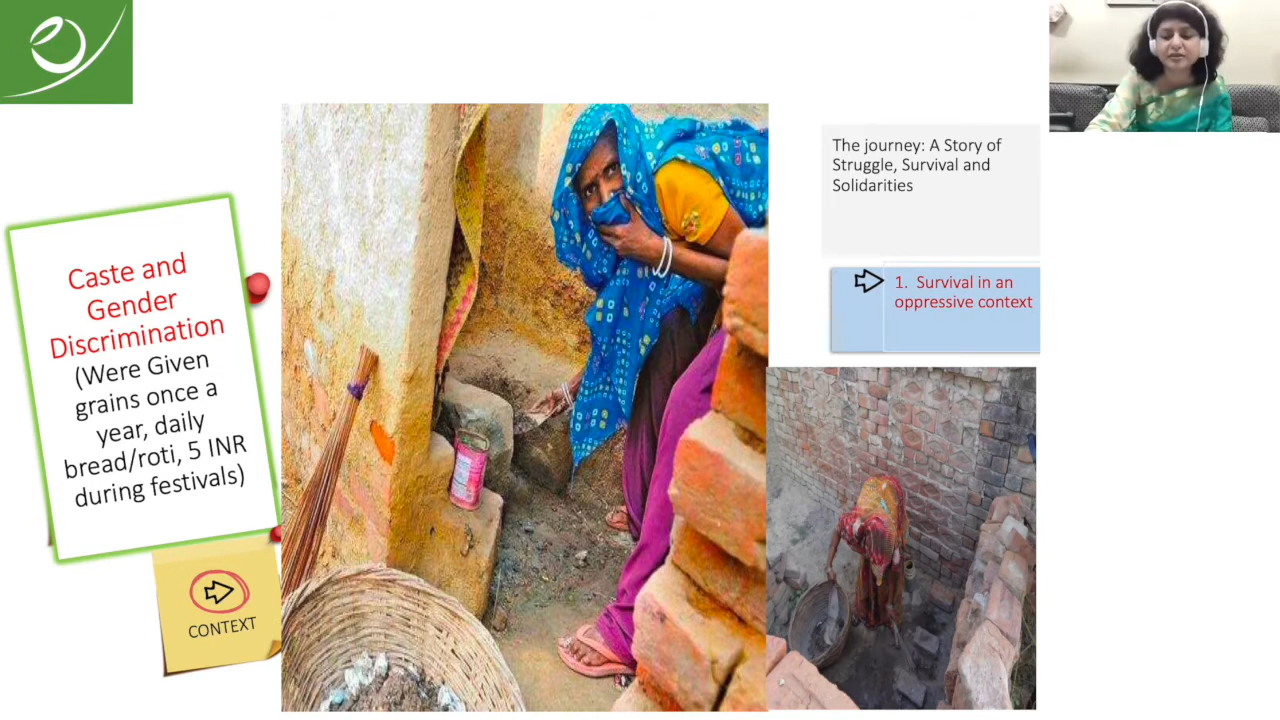 Caste and
Gender
Discrimination
(Were Given
grains once a
year, daily
bread/roti, 5 INR
during festivals)
CONTEXT
The journey: A Story of
Struggle, Survival and
Solidarities
1. Survival in an
oppressive context